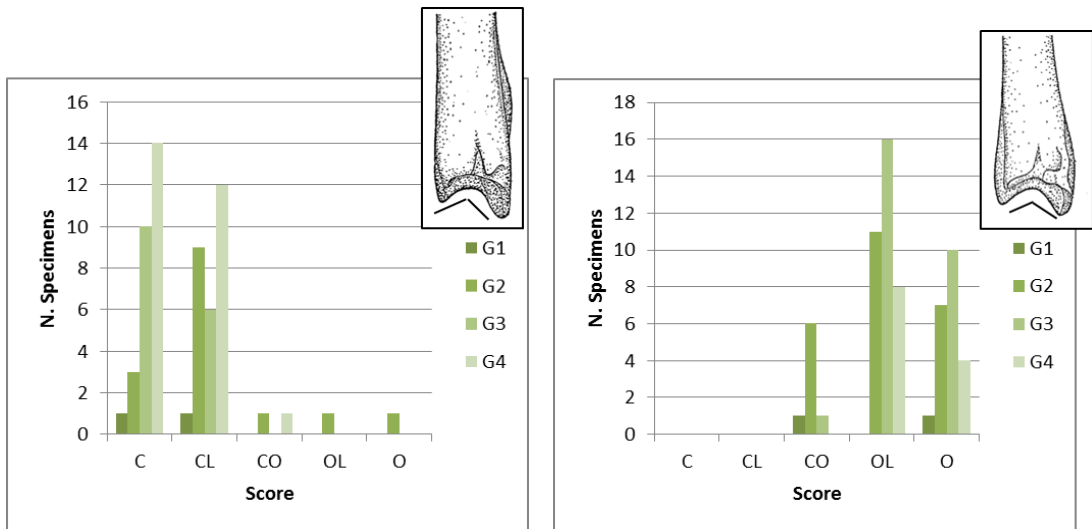 N. Specimens
16
14
12
10
8
6
4
2
0
C CL CO OL O
Score
G1
G2
G3
G4
N. Specimens
18
16
14
12
10
8
6
4
2
0
C CL CO OL O
Score
G1
G2
G3
G4